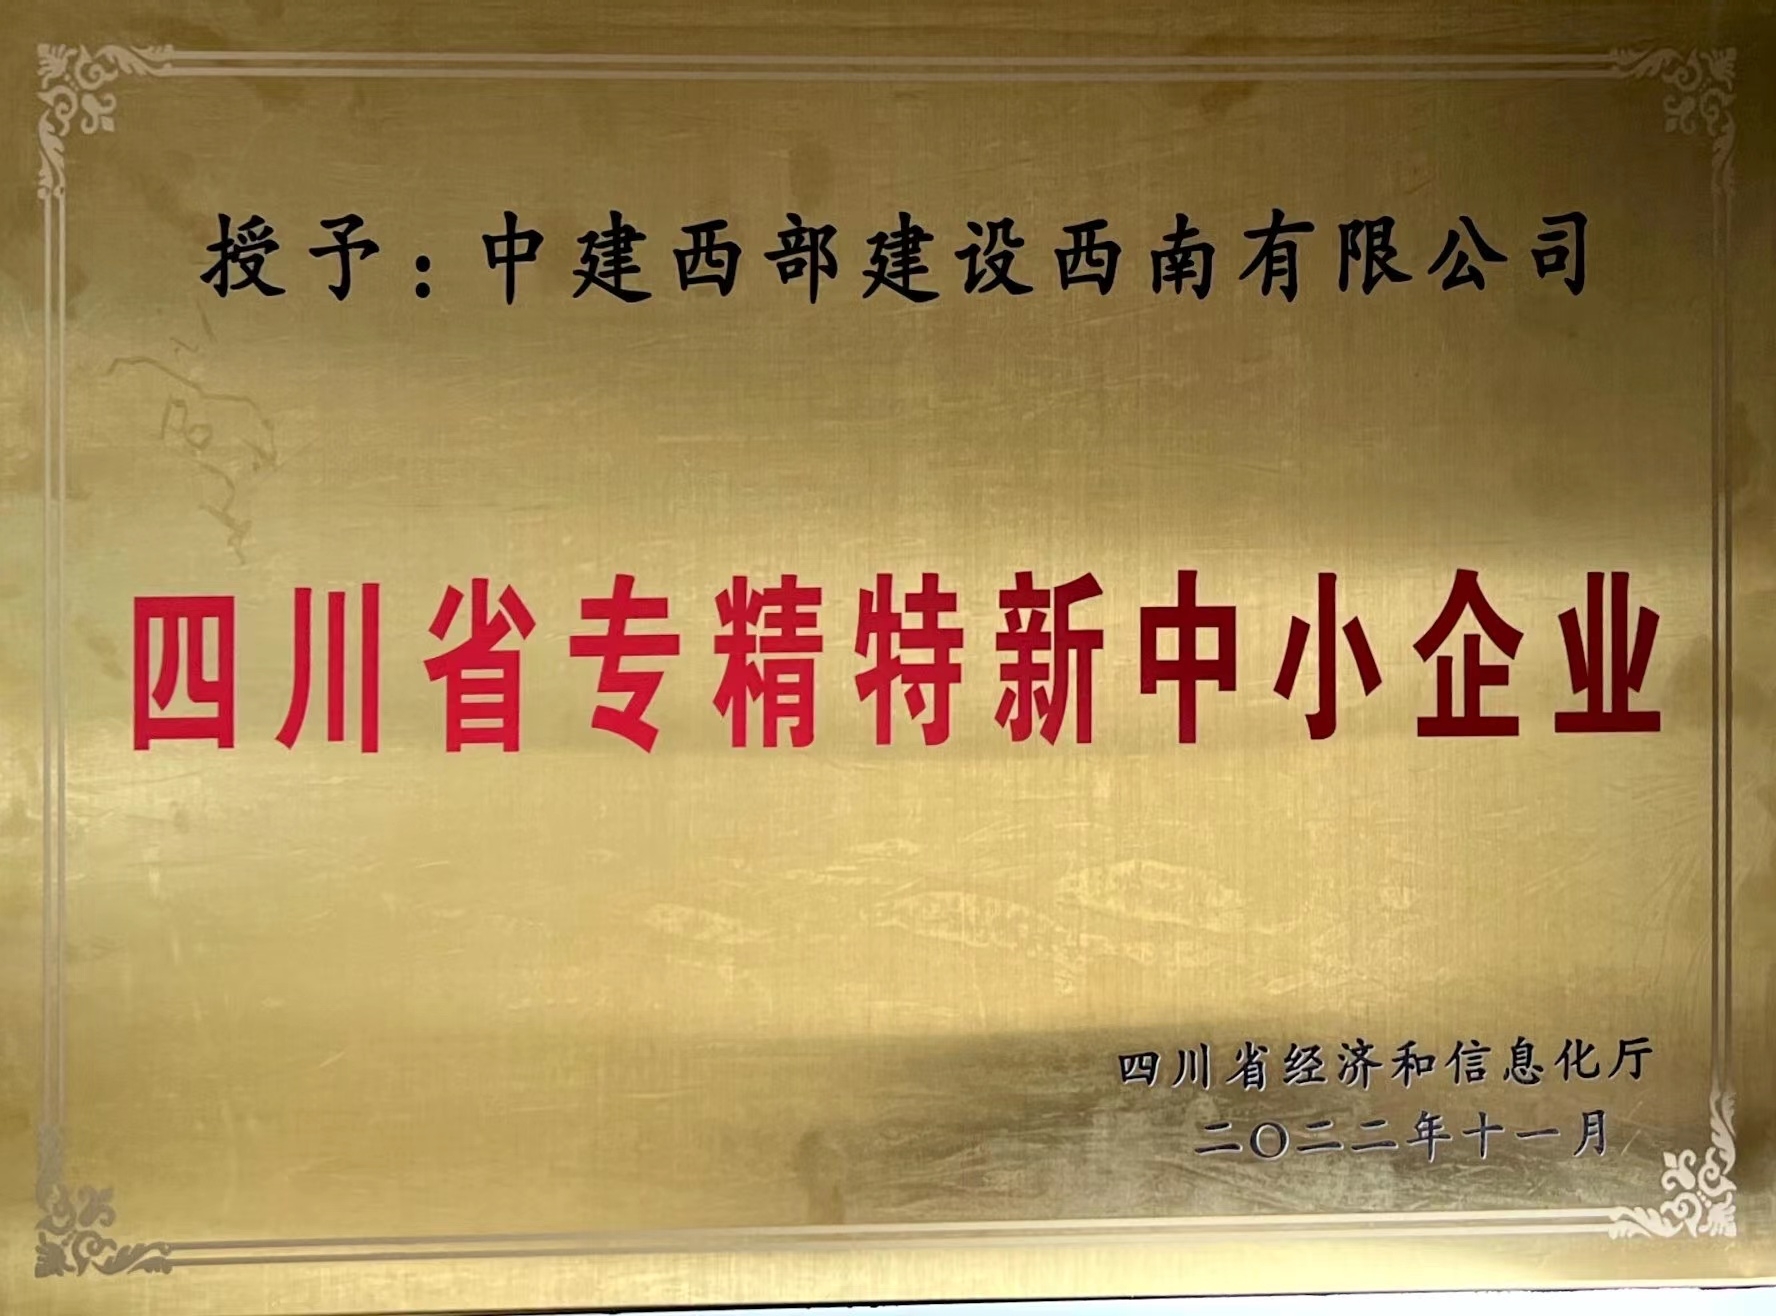 授予：中建西部建设西南有限公司
四川省专精特新中小企业
四川省经济和信息化厅
二〇二二年十一月